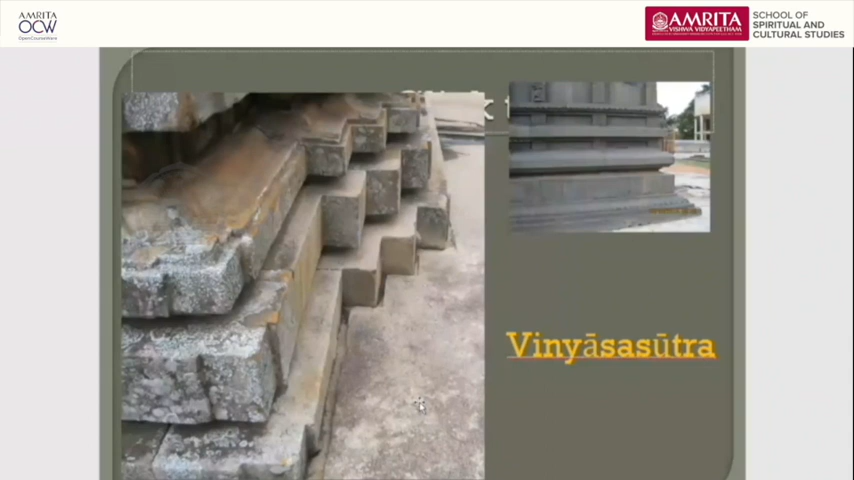 AMRITA
OCW
OpenCourseWare
AMRITA
VISHWA VIDYAPEETHAM
SCHOOL OF
SPIRITUAL AND
CULTURAL STUDIES
Vinyāsasūtra